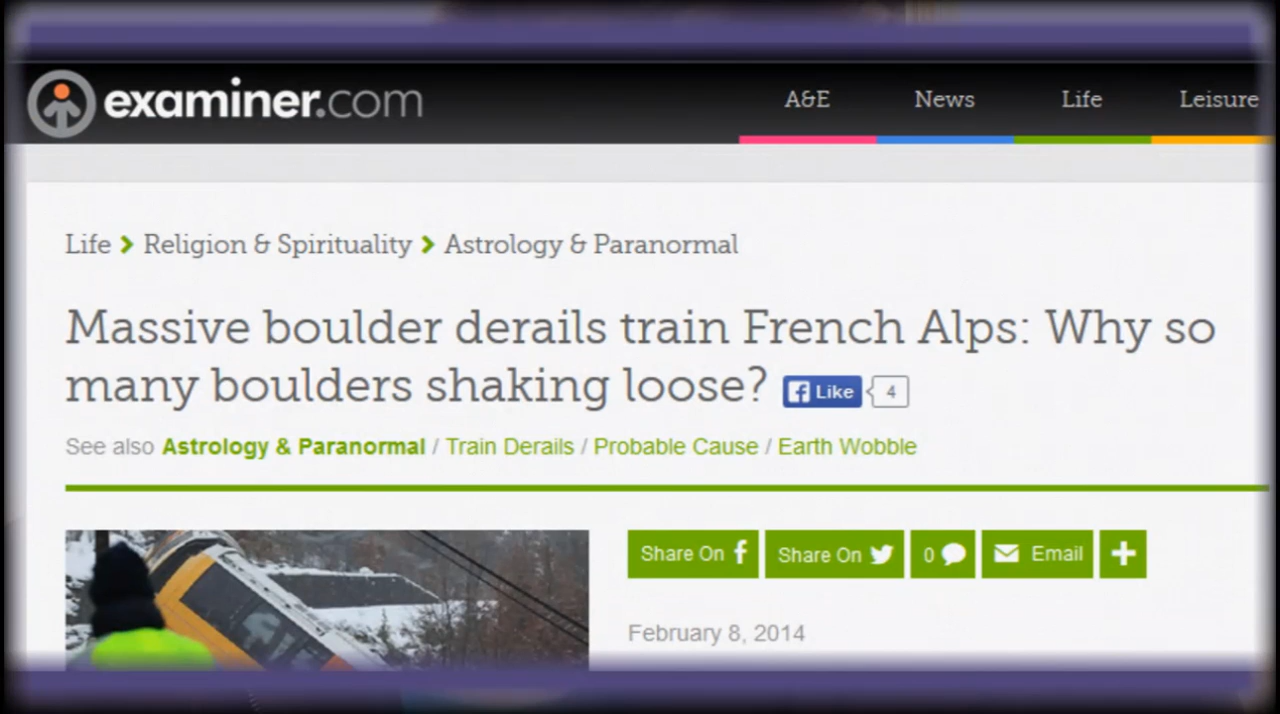 examiner.com
A&E News Life Leisure
Life > Religion & Spirituality > Astrology & Paranormal
Massive boulder derails train French Alps: Why so
many boulders shaking loose? Like 4
See also Astrology & Paranormal / Train Derails / Probable Cause / Earth Wobble
Share On f Share On 0 Email +
February 8, 2014